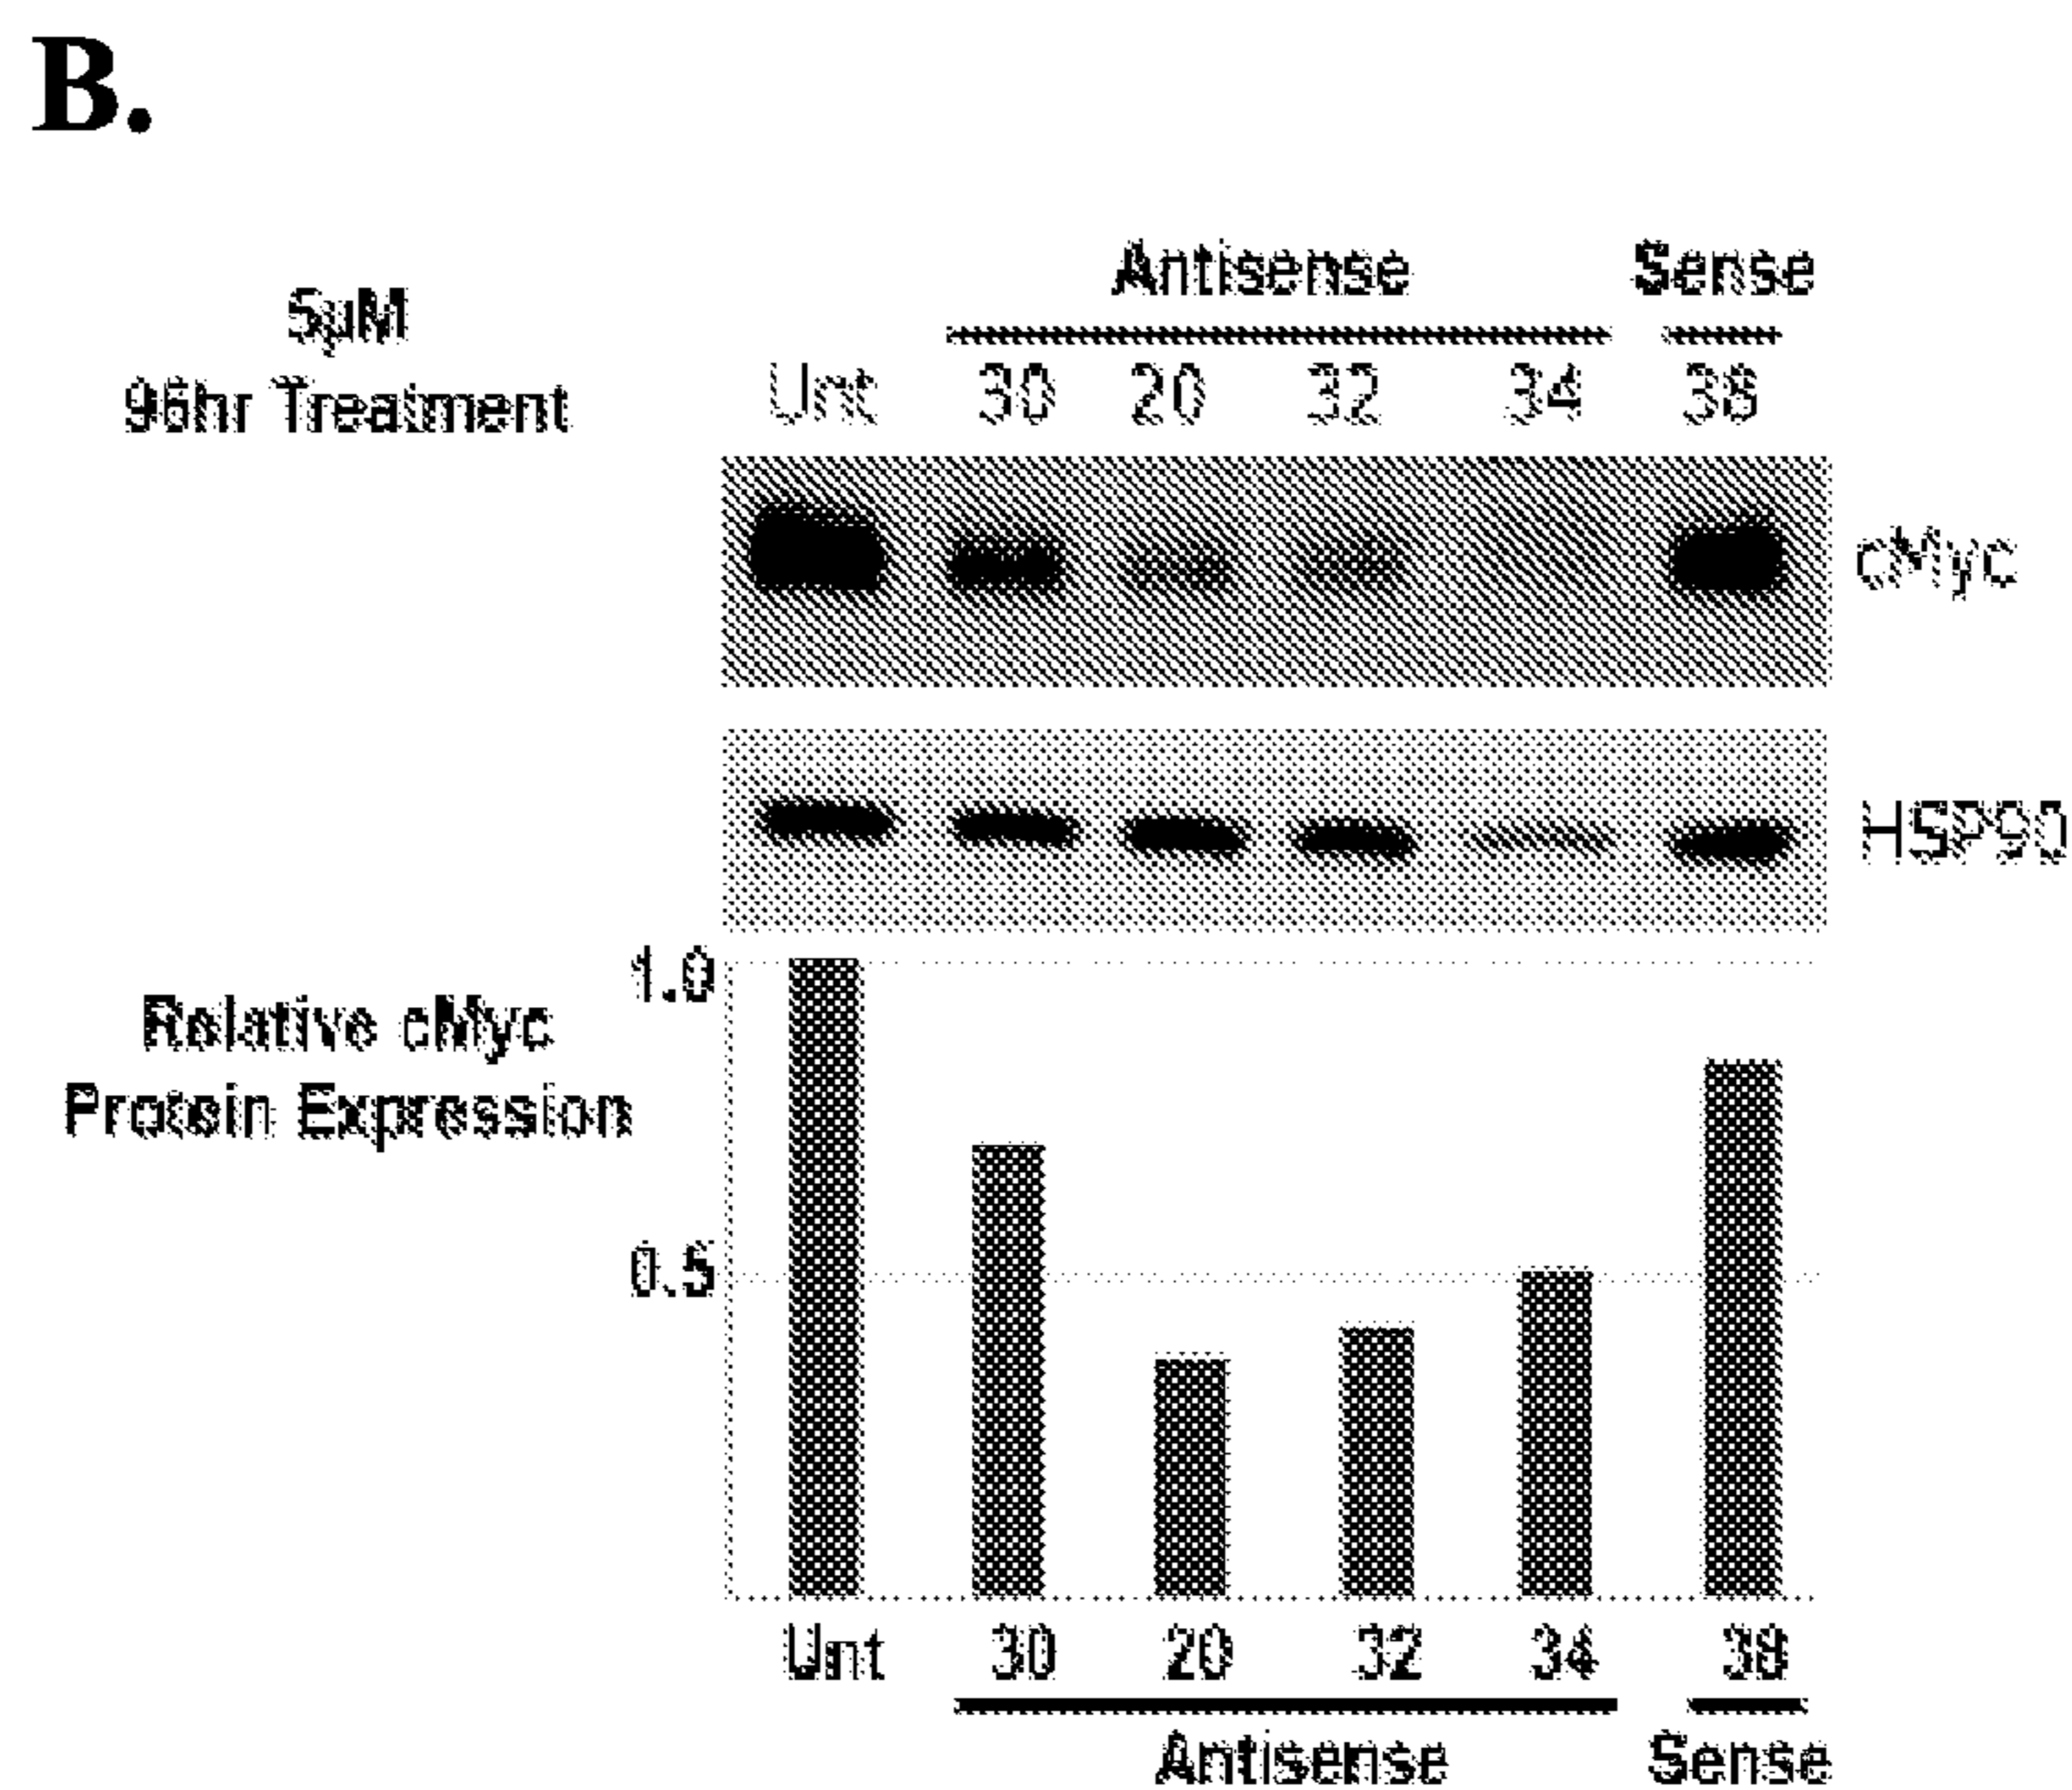 B.
Antisense Sense
5µM
96hr Treatment
Unt 30 20 32 34 38
cMyc
HSP90
1.0
Relative cMyc
Protein Expression
0.5
Unt 30 20 32 34 38
Antisense Sense